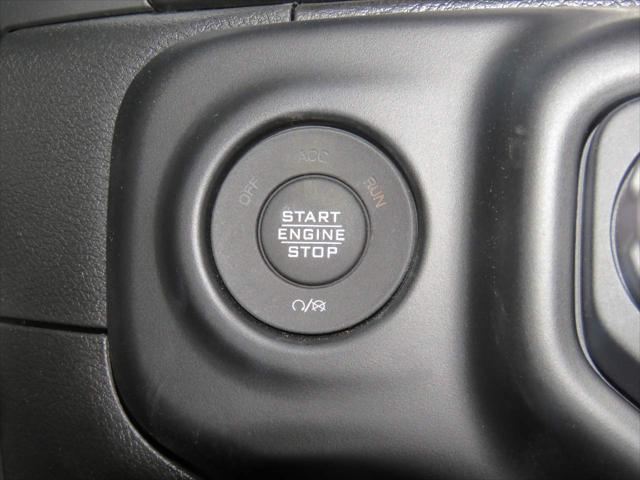 OFF
ACC
RUN
START
ENGINE
STOP